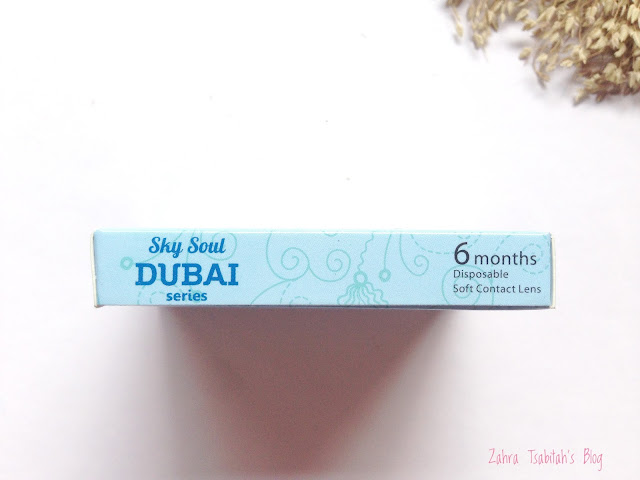 Sky Soul
DUBAI
series
6 months
Disposable
Soft Contact Lens
Zahra Tsabitah's Blog